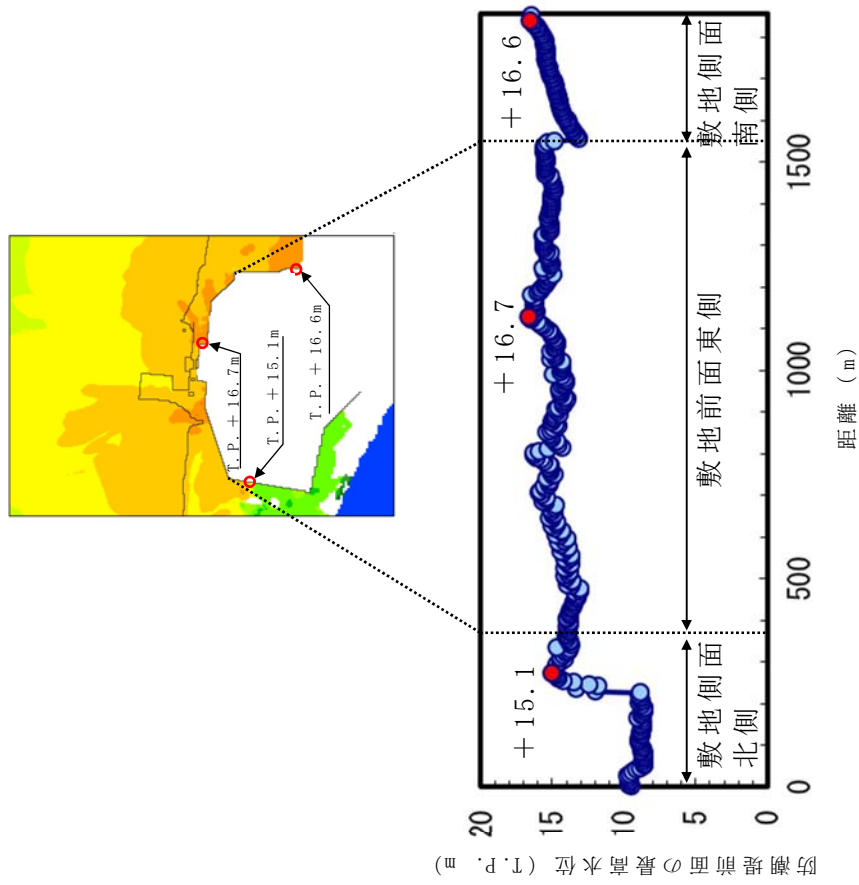 T.P. +16.7m
T.P. +15.1m
T.P. +16.6m
防潮堤前面の最高水位 (T.P. m)
20
15
10
5
0
+15.1
+16.7
+16.6
敷地側面
北側
敷地前面東側
敷地側面
南側
0
500
1000
1500
距離 (m)